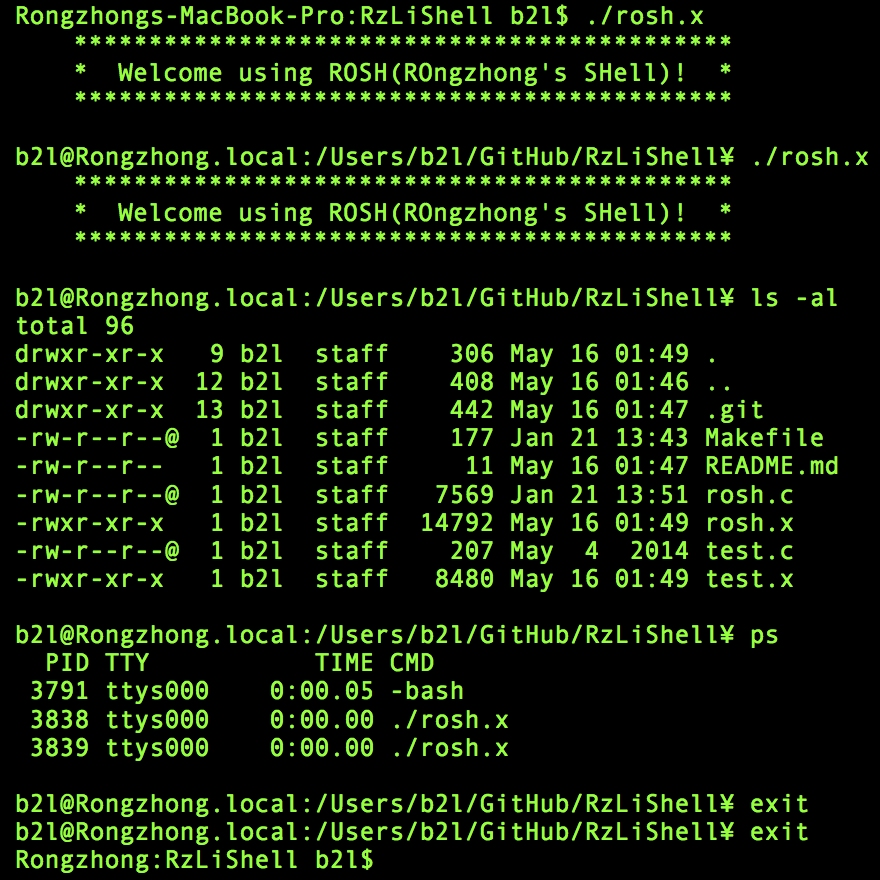 Rongzhongs-MacBook-Pro:RzLiShell b2l$ ./rosh.x
    ********************************************
    *  Welcome using ROSH(ROngzhong's SHell)!  *
    ********************************************

b2l@Rongzhong.local:/Users/b2l/GitHub/RzLiShell¥ ./rosh.x
    ********************************************
    *  Welcome using ROSH(ROngzhong's SHell)!  *
    ********************************************

b2l@Rongzhong.local:/Users/b2l/GitHub/RzLiShell¥ ls -al
total 96
drwxr-xr-x   9 b2l  staff    306 May 16 01:49 .
drwxr-xr-x  12 b2l  staff    408 May 16 01:46 ..
drwxr-xr-x  13 b2l  staff    442 May 16 01:47 .git
-rw-r--r--@  1 b2l  staff    177 Jan 21 13:43 Makefile
-rw-r--r--   1 b2l  staff     11 May 16 01:47 README.md
-rw-r--r--@  1 b2l  staff   7569 Jan 21 13:51 rosh.c
-rwxr-xr-x   1 b2l  staff  14792 May 16 01:49 rosh.x
-rw-r--r--@  1 b2l  staff    207 May  4  2014 test.c
-rwxr-xr-x   1 b2l  staff   8480 May 16 01:49 test.x

b2l@Rongzhong.local:/Users/b2l/GitHub/RzLiShell¥ ps
  PID TTY           TIME CMD
 3791 ttys000    0:00.05 -bash
 3838 ttys000    0:00.00 ./rosh.x
 3839 ttys000    0:00.00 ./rosh.x

b2l@Rongzhong.local:/Users/b2l/GitHub/RzLiShell¥ exit
b2l@Rongzhong.local:/Users/b2l/GitHub/RzLiShell¥ exit
Rongzhong:RzLiShell b2l$